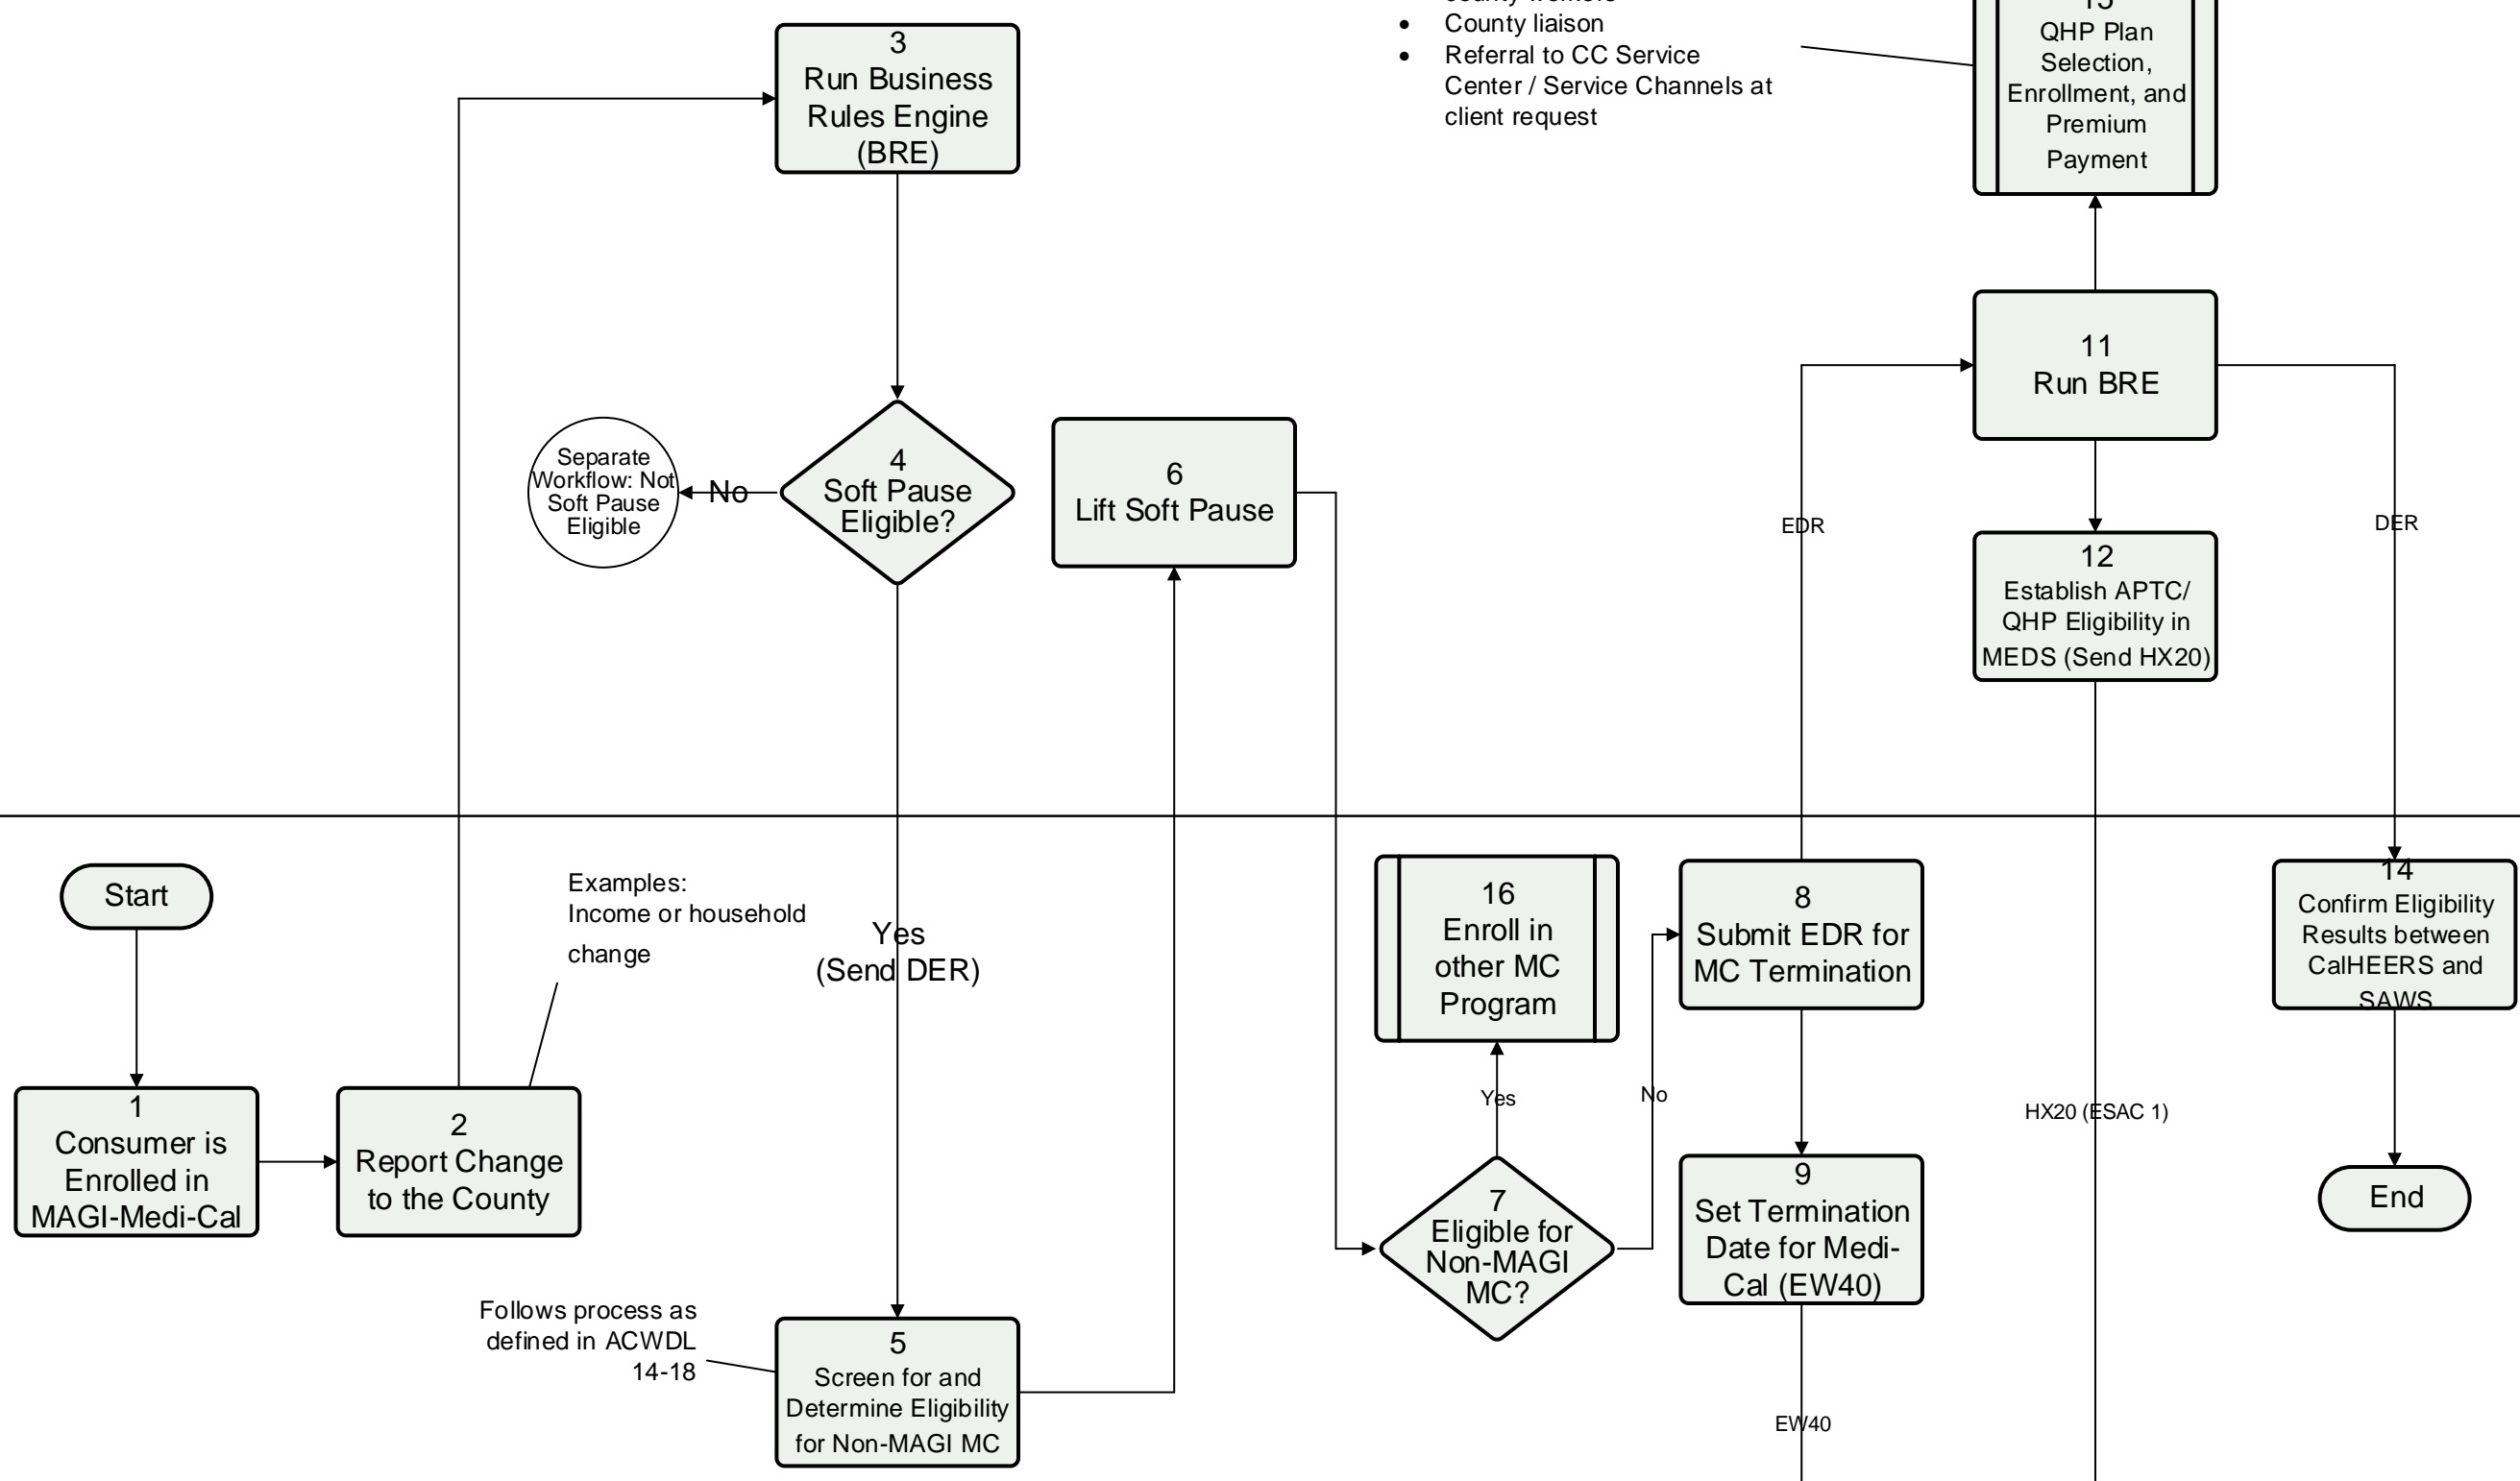 County liaison
Referral to CC Service
Center / Service Channels at
client request
QHP Plan
Selection,
Enrollment, and
Premium
Payment
3
Run Business
Rules Engine
(BRE)
11
Run BRE
Separate
Workflow: Not
Soft Pause
Eligible
No
4
Soft Pause
Eligible?
6
Lift Soft Pause
EDR
DER
12
Establish APTC/
QHP Eligibility in
MEDS (Send HX20)
Start
Examples:
Income or household
change
Yes
(Send DER)
16
Enroll in
other MC
Program
8
Submit EDR for
MC Termination
14
Confirm Eligibility
Results between
CalHEERS and
SAWS
1
Consumer is
Enrolled in
MAGI-Medi-Cal
2
Report Change
to the County
Yes
No
HX20 (ESAC 1)
7
Eligible for
Non-MAGI
MC?
9
Set Termination
Date for Medi-
Cal (EW40)
End
Follows process as
defined in ACWDL
14-18
5
Screen for and
Determine Eligibility
for Non-MAGI MC
EW40